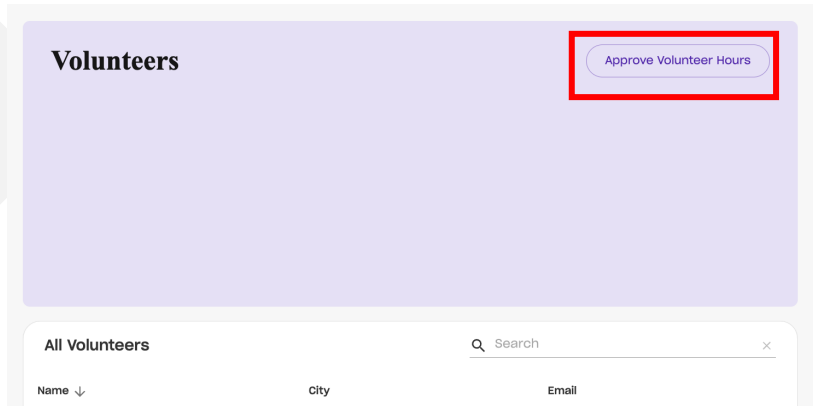 Volunteers
Approve Volunteer Hours
All Volunteers
Search
Name
City
Email